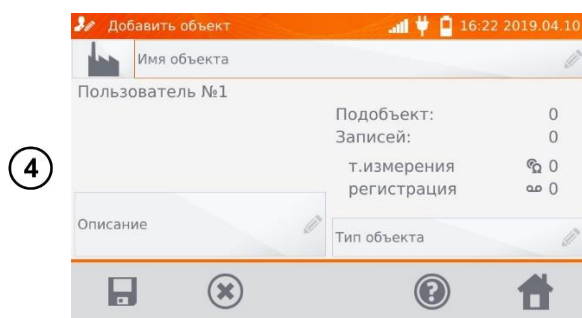 Добавить объект 16:22 2019.04.10
Имя объекта
Пользователь №1
Подобъект: 0
Записей: 0
т.измерения 0
регистрация 0
4
Описание
Тип объекта